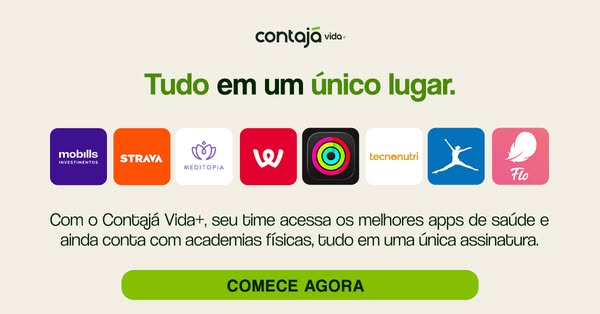 contajá vida+
Tudo em um único lugar.
mobills
INVESTIMENTOS
STRAVA
MEDITOPIA
W
tecnonutri
Flo
Com o Contajá Vida+, seu time acessa os melhores apps de saúde e
ainda conta com academias físicas, tudo em uma única assinatura.
COMECE AGORA